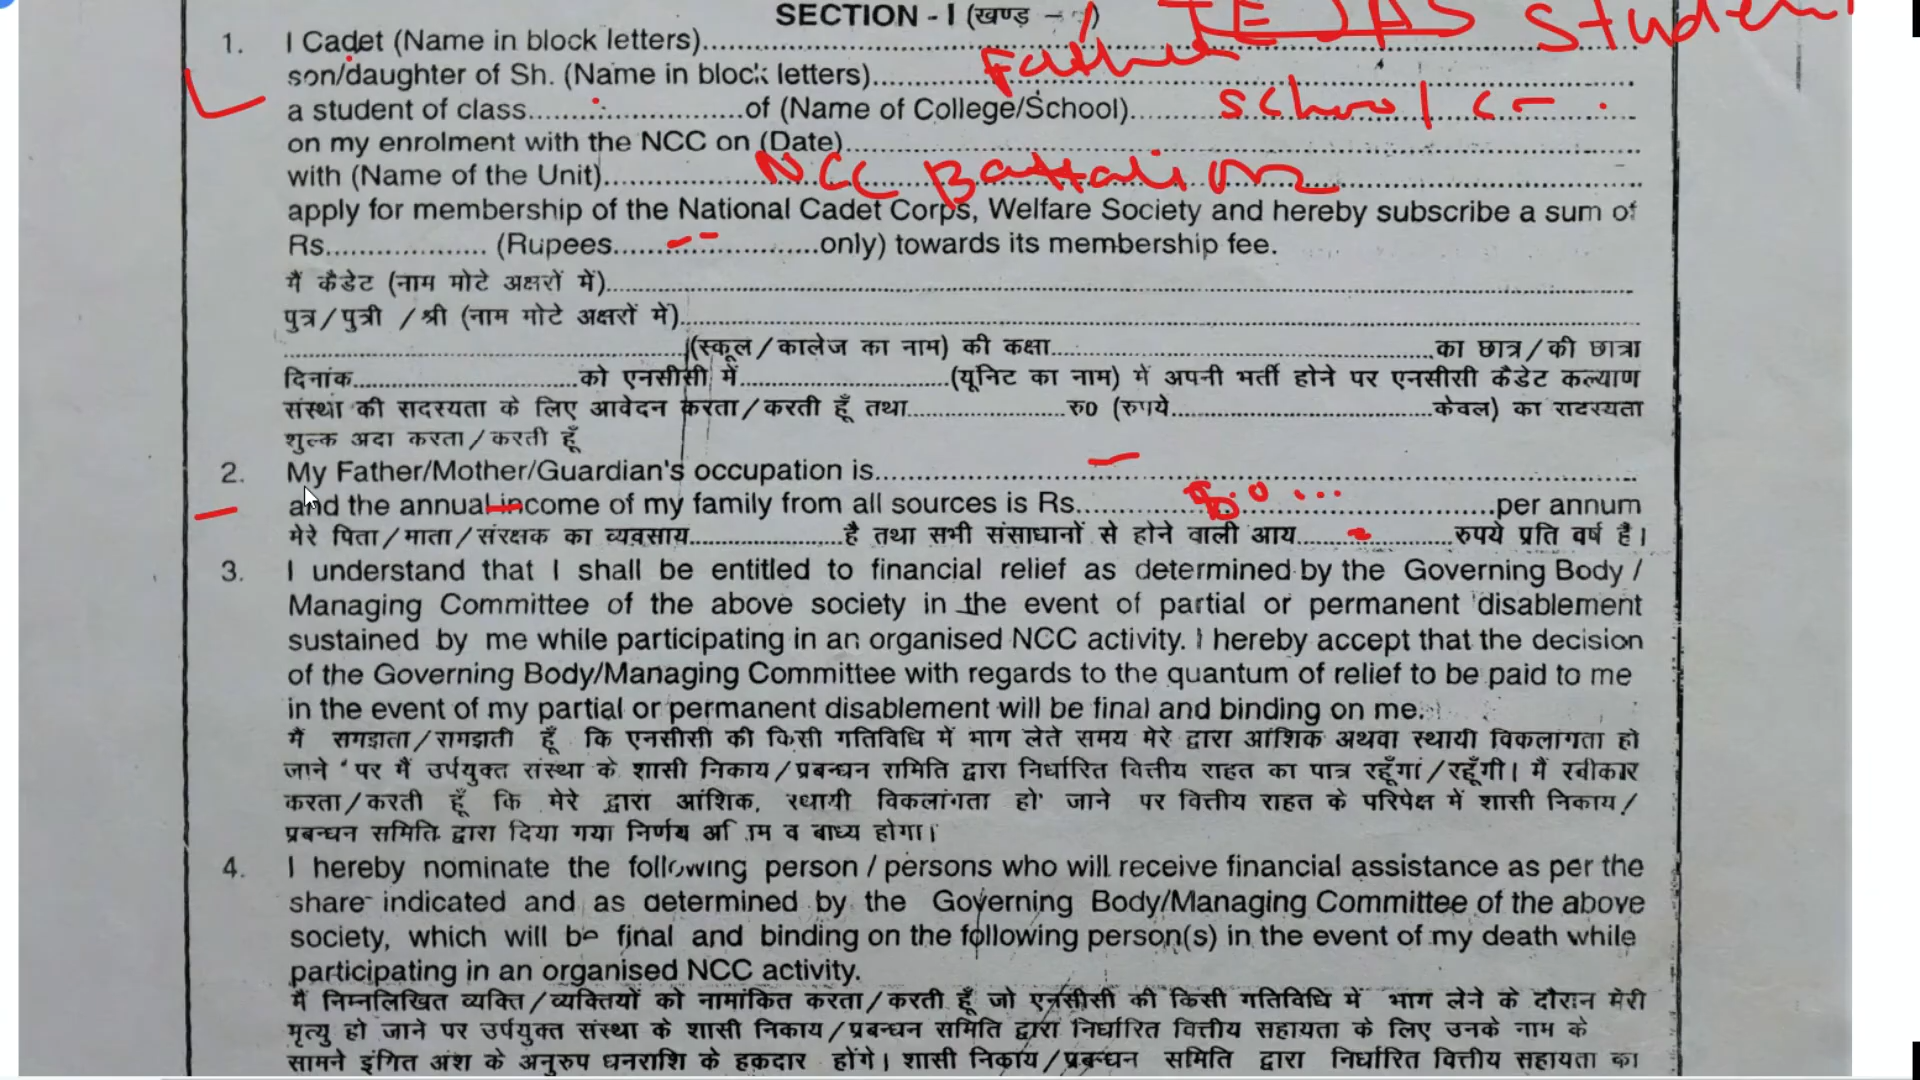 SECTION - I (खण्ड - I)
TEJAS Student
1. I Cadet (Name in block letters)
Father
son/daughter of Sh. (Name in block letters)
a student of class of (Name of College/School) School
on my enrolment with the NCC on (Date)
with (Name of the Unit) NCC Battalion
apply for membership of the National Cadet Corps, Welfare Society and hereby subscribe a sum of
Rs. (Rupees only) towards its membership fee.
मैं कैडेट (नाम मोटे अक्षरों में)
पुत्र/पुत्री /श्री (नाम मोटे अक्षरों में)
(स्कूल/कालेज का नाम) की कक्षा का छात्र/की छात्रा
दिनांक को एनसीसी में (यूनिट का नाम) में अपनी भर्ती होने पर एनसीसी कैडेट कल्याण
संस्था की सदस्यता के लिए आवेदन करता/करती हूँ तथा रु0 (रुपये केवल) का सदस्यता
शुल्क अदा करता/करती हूँ
2. My Father/Mother/Guardian's occupation is
and the annual income of my family from all sources is Rs. per annum
मेरे पिता/माता/संरक्षक का व्यवसाय है तथा सभी संसाधानों से होने वाली आय रुपये प्रति वर्ष है।
3. I understand that I shall be entitled to financial relief as determined by the Governing Body /
Managing Committee of the above society in the event of partial or permanent disablement
sustained by me while participating in an organised NCC activity. I hereby accept that the decision
of the Governing Body/Managing Committee with regards to the quantum of relief to be paid to me
in the event of my partial or permanent disablement will be final and binding on me.
मैं समझता/समझती हूँ कि एनसीसी की किसी गतिविधि में भाग लेते समय मेरे द्वारा आंशिक अथवा स्थायी विकलांगता हो
जाने पर मैं उर्पयुक्त संस्था के शासी निकाय/प्रबन्धन समिति द्वारा निर्धारित वित्तीय राहत का पात्र रहूँगां/रहूँगी। मैं स्वीकार
करता/करती हूँ कि मेरे द्वारा आंशिक, स्थायी विकलांगता हो जाने पर वित्तीय राहत के परिपेक्ष में शासी निकाय/
प्रबन्धन समिति द्वारा दिया गया निर्णय व बाध्य होगा।
4. I hereby nominate the following person / persons who will receive financial assistance as per the
share indicated and as determined by the Governing Body/Managing Committee of the above
society, which will be final and binding on the following person(s) in the event of my death while
participating in an organised NCC activity.
मैं निम्नलिखित व्यक्ति/व्यक्तियों को नामांकित करता/करती हूँ जो एनसीसी की किसी गतिविधि में भाग लेने के दौरान मेरी
मृत्यु हो जाने पर उर्पयुक्त संस्था के शासी निकाय/प्रबन्धन समिति द्वारा निर्धारित वित्तीय सहायता के लिए उनके नाम के
सामने इंगित अंश के अनुरुप धनराशि के हकदार होंगे। शासी निकाय/प्रबन्धन समिति द्वारा निर्धारित वित्तीय सहायता का